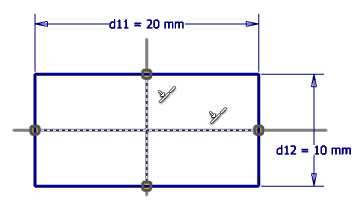 d11 = 20 mm
d12 = 10 mm